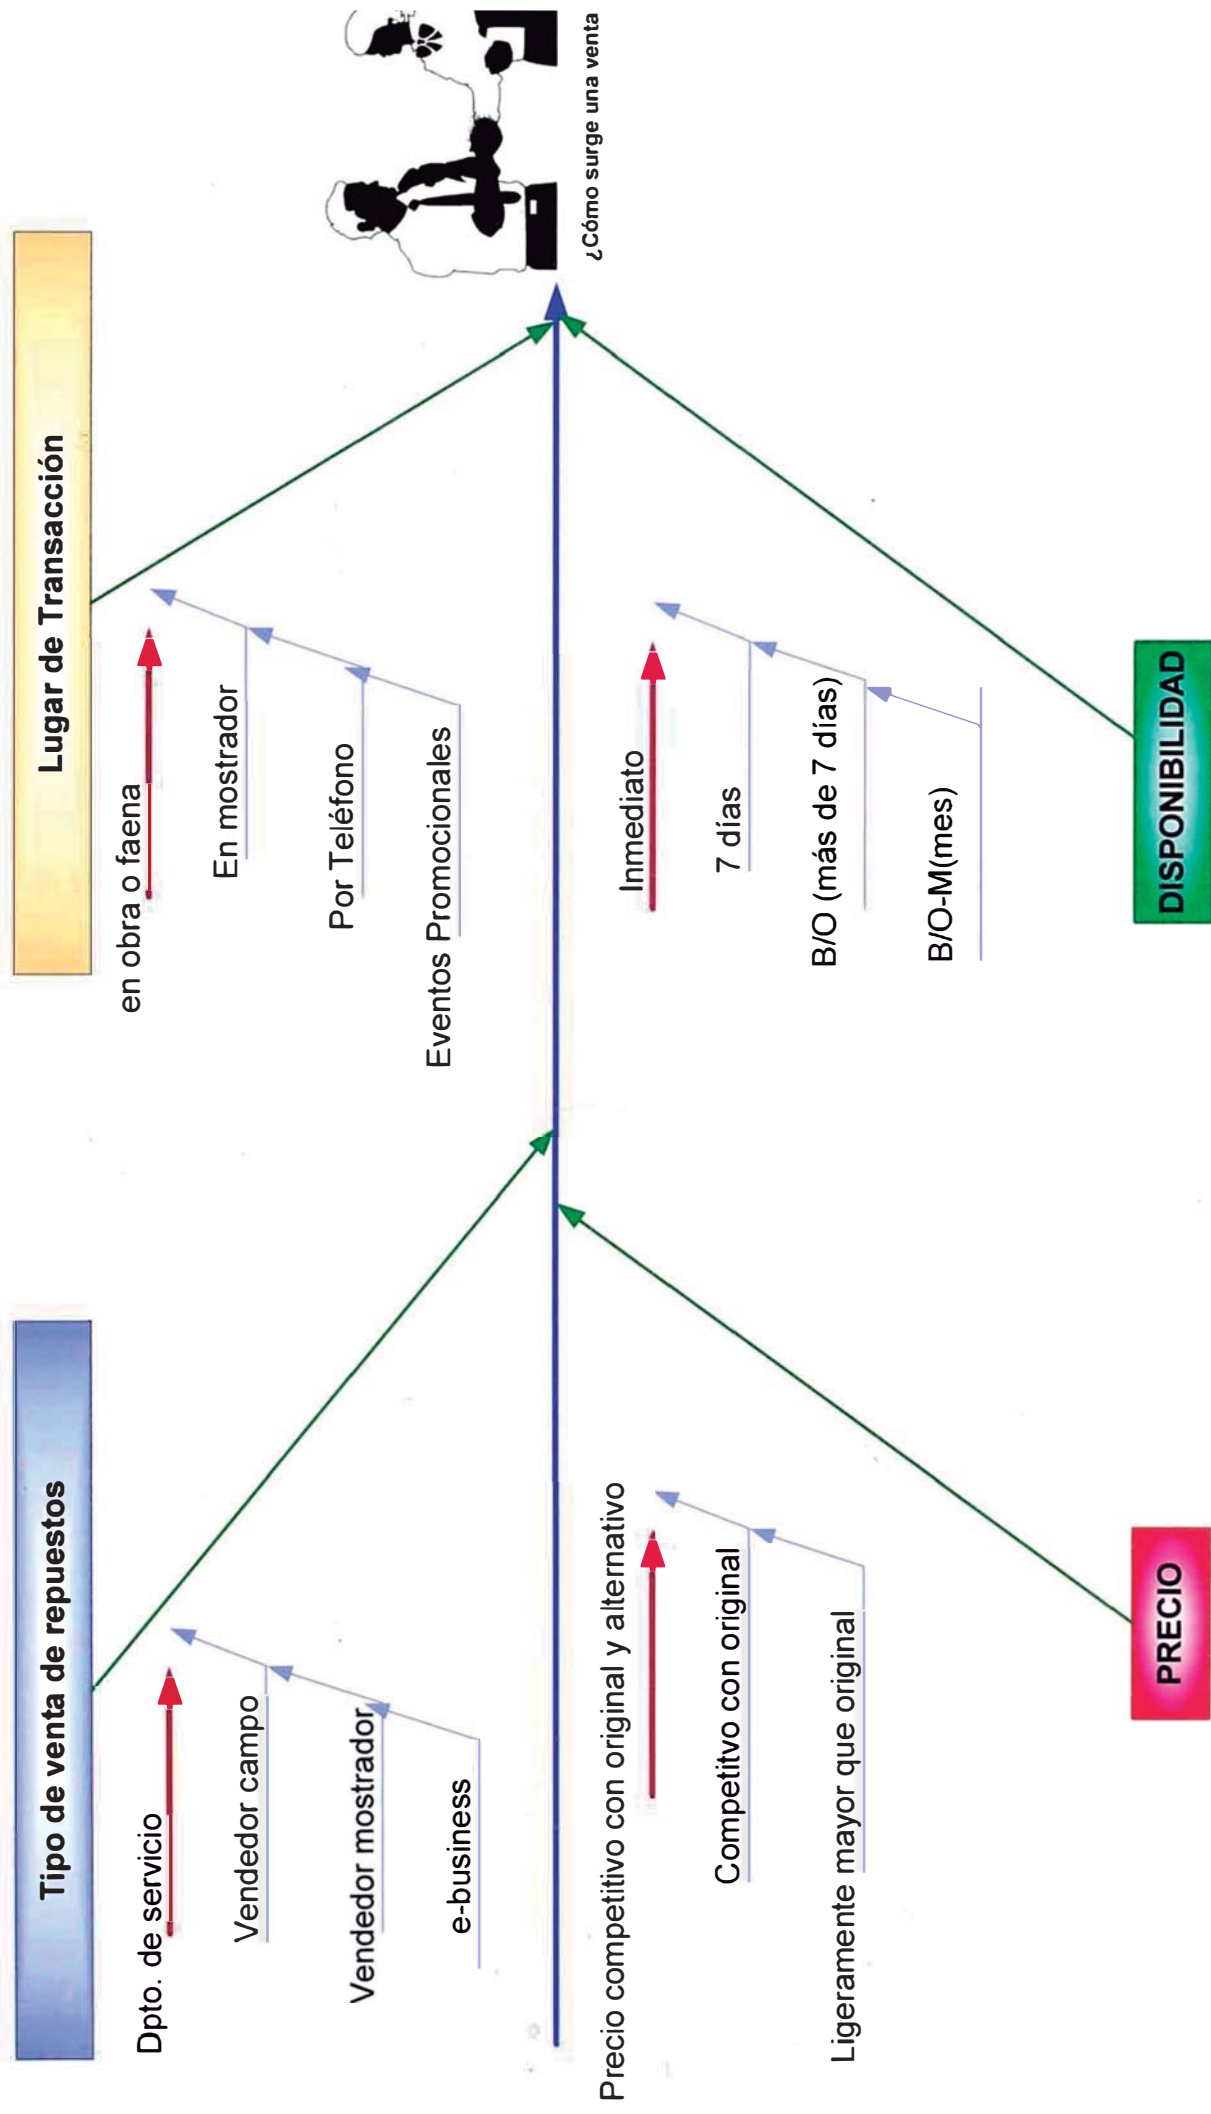 Tipo de venta de repuestos
Lugar de Transacción
Dpto. de servicio
Vendedor campo
Vendedor mostrador
e-business
en obra o faena
En mostrador
Por Teléfono
Eventos Promocionales
¿Cómo surge una venta
Precio competitivo con original y alternativo
Competitvo con original
Ligeramente mayor que original
Inmediato
7 días
B/O (más de 7 días)
B/O-M(mes)
PRECIO
DISPONIBILIDAD